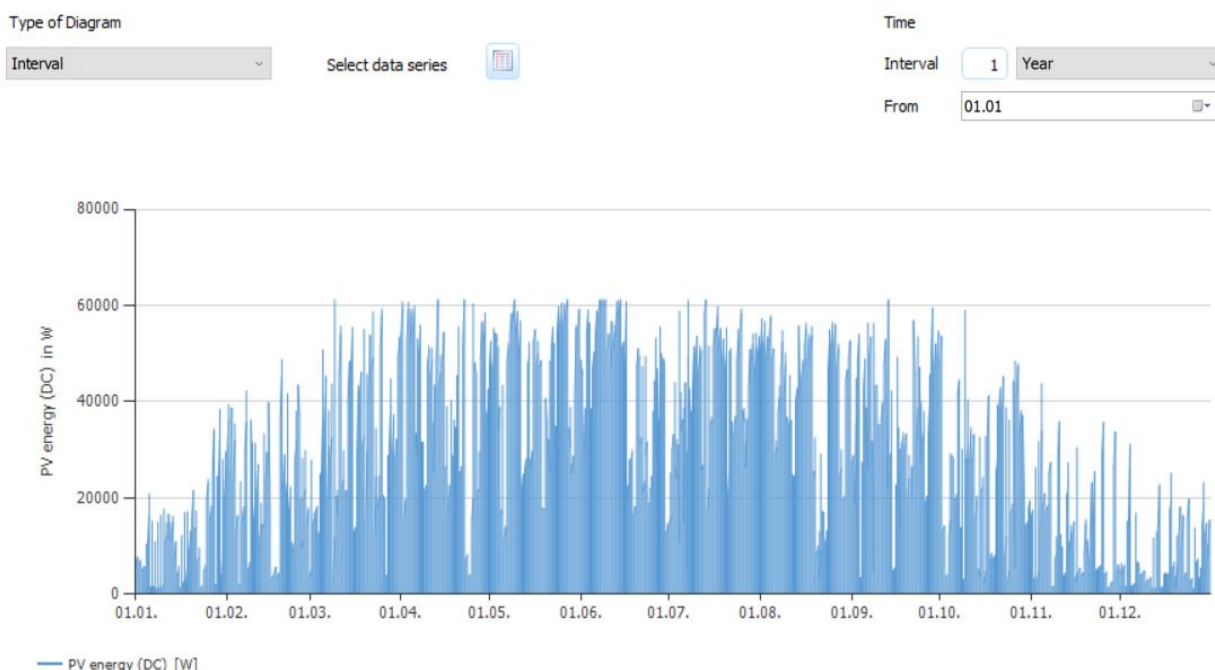 Type of Diagram
Time
Interval
Select data series
Interval 1 Year
From 01.01
80000
60000
40000
20000
0
PV energy (DC) in W
01.01. 01.02. 01.03. 01.04. 01.05. 01.06. 01.07. 01.08. 01.09. 01.10. 01.11. 01.12.
PV energy (DC) [W]